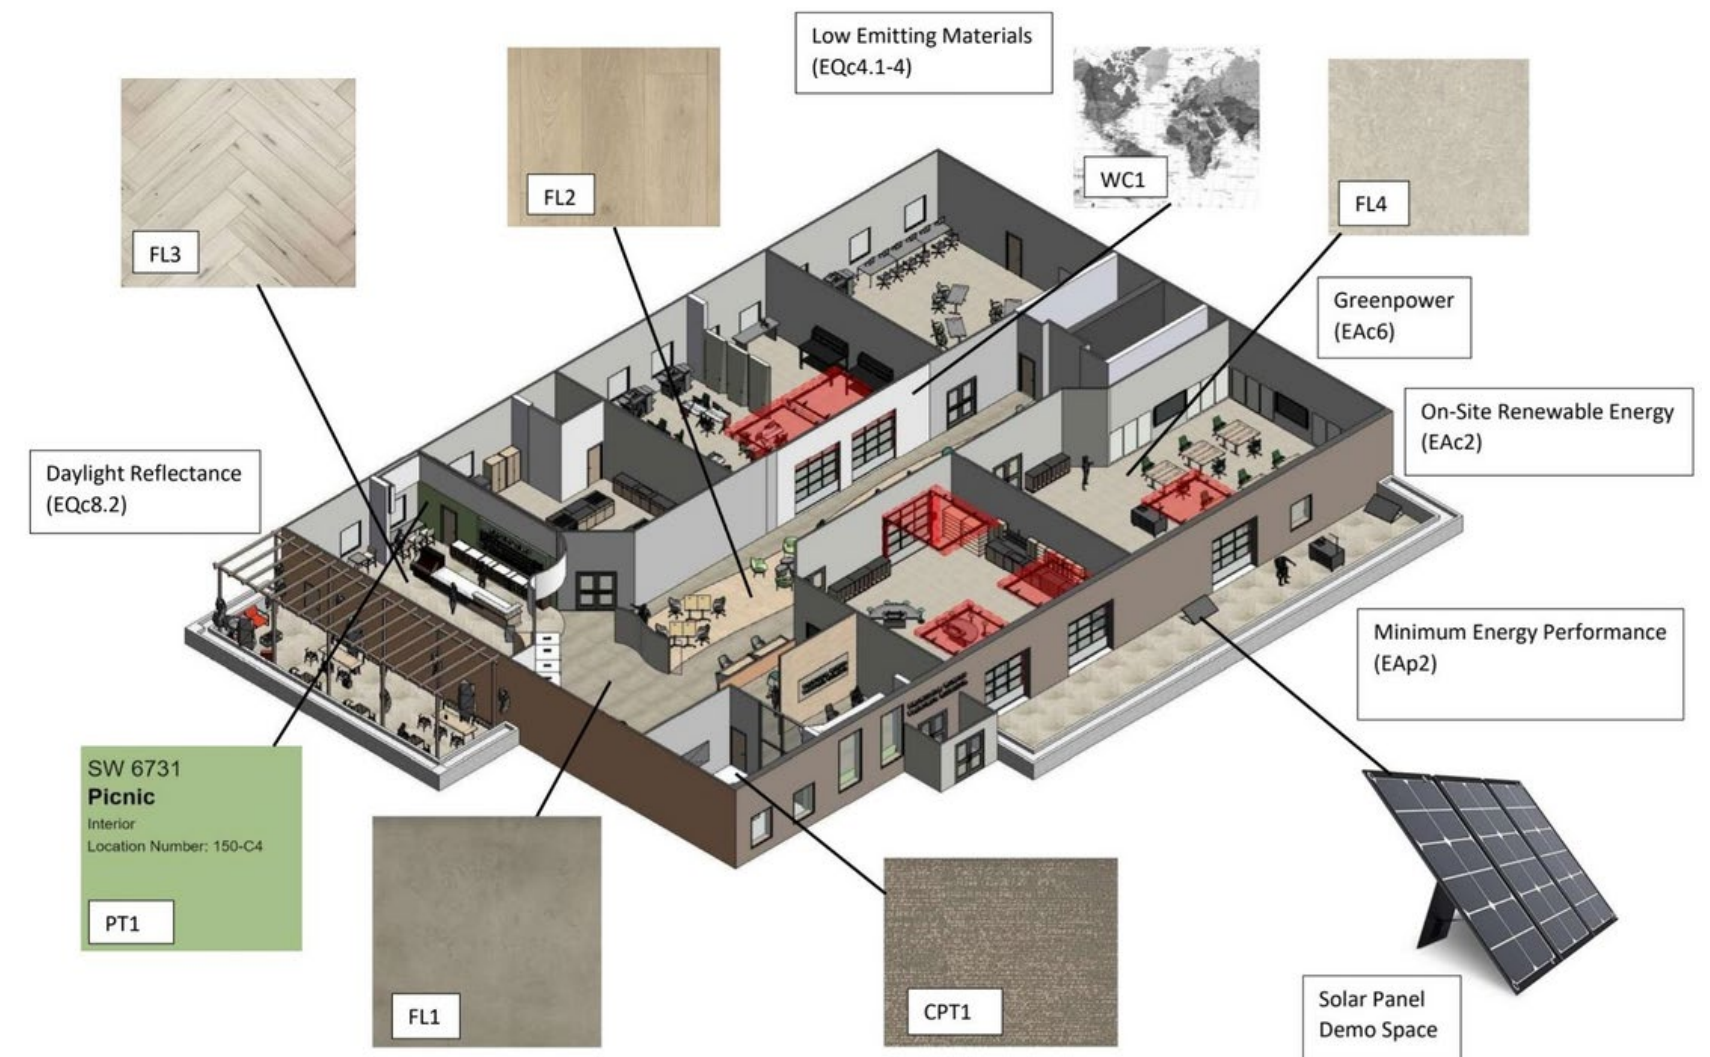 Low Emitting Materials
(EQc4.1-4)
WC1
FL2
FL4
FL3
Greenpower
(EAc6)
On-Site Renewable Energy
(EAc2)
Daylight Reflectance
(EQc8.2)
Minimum Energy Performance
(EAp2)
SW 6731
Picnic
Interior
Location Number: 150-C4
PT1
FL1
CPT1
Solar Panel
Demo Space